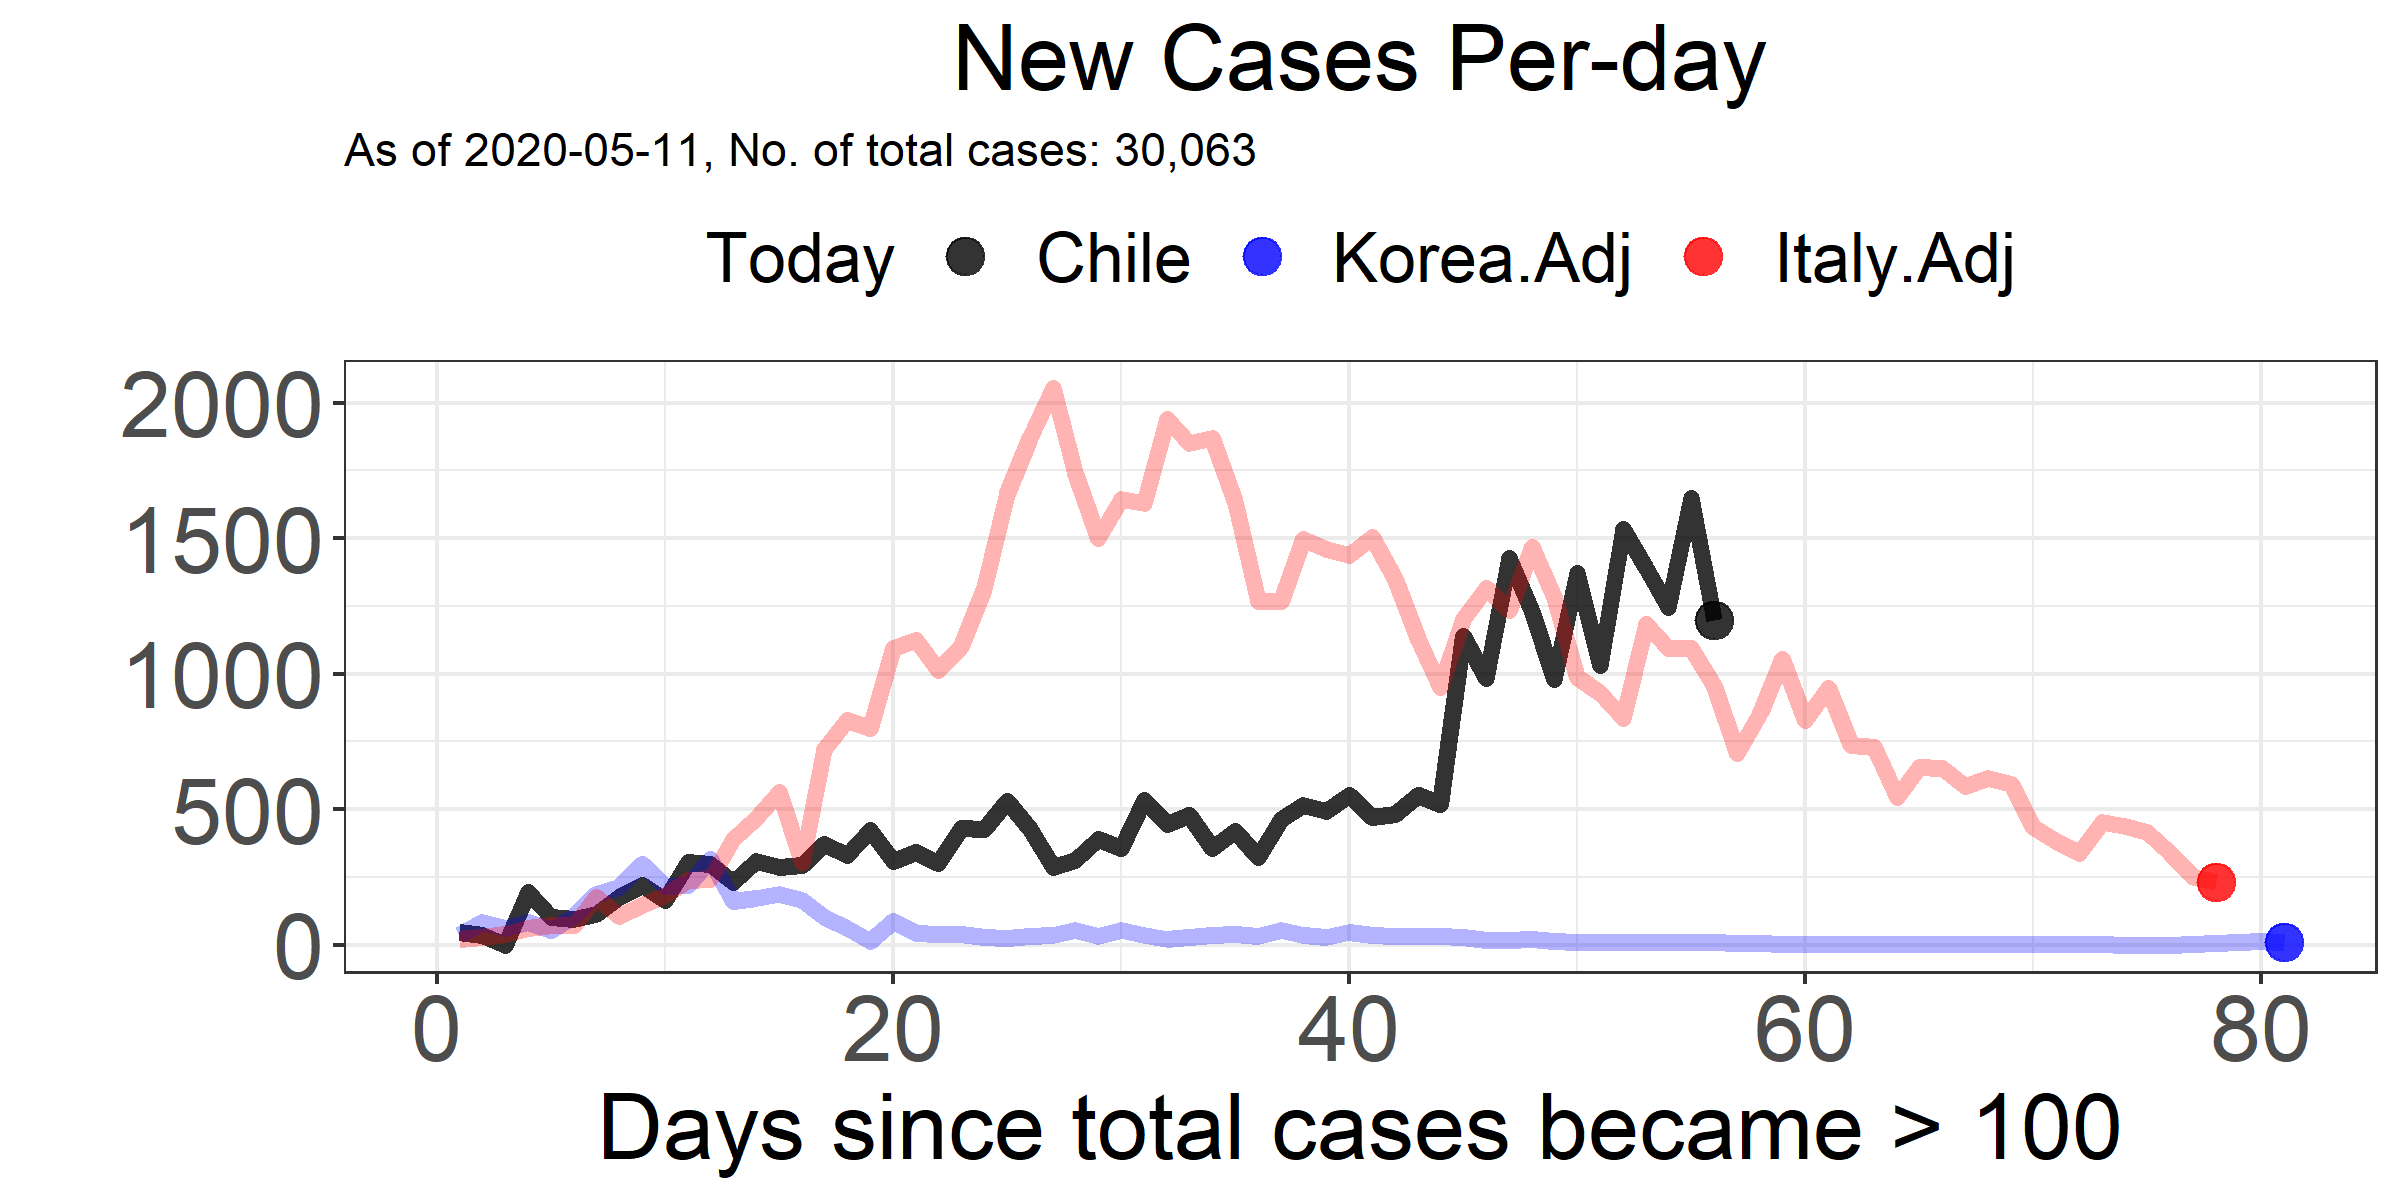 New Cases Per-day
As of 2020-05-11, No. of total cases: 30,063
Today Chile Korea.Adj Italy.Adj
2000
1500
1000
500
0
0 20 40 60 80
Days since total cases became > 100